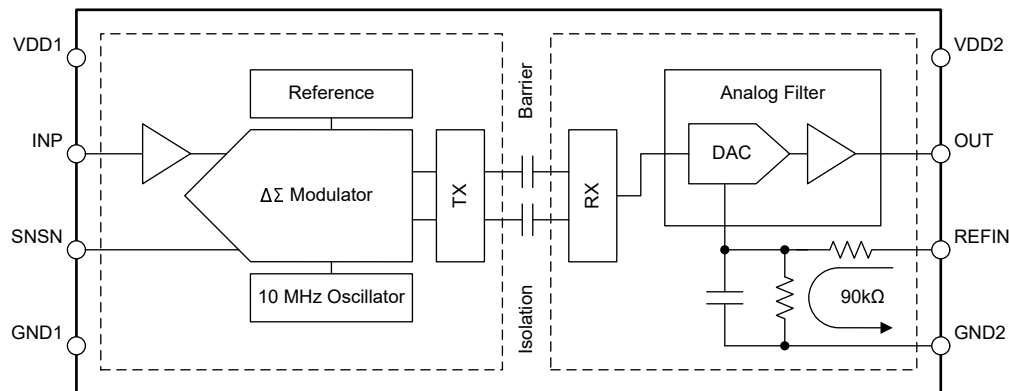 VDD1
VDD2
Barrier
Reference
Analog Filter
INP
OUT
DAC
ΔΣ Modulator
TX
RX
SNSN
REFIN
10 MHz Oscillator
90kΩ
Isolation
GND1
GND2